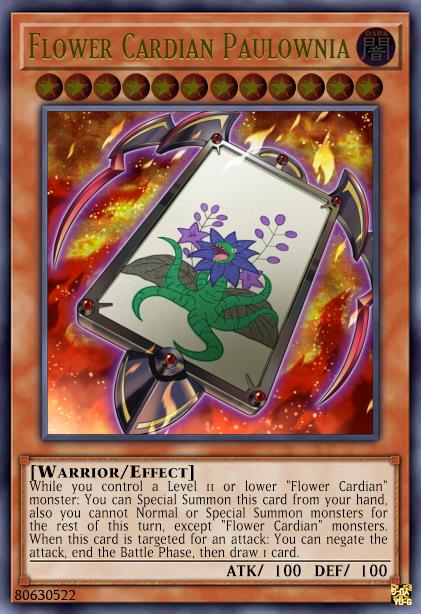 FLOWER CARDIAN PAULOWNIA
DARK
闇
[WARRIOR/EFFECT]
While you control a Level 11 or lower "Flower Cardian"
monster: You can Special Summon this card from your hand,
also you cannot Normal or Special Summon monsters for
the rest of this turn, except "Flower Cardian" monsters.
When this card is targeted for an attack: You can negate the
attack, end the Battle Phase, then draw 1 card.
ATK/ 100 DEF/ 100
80630522